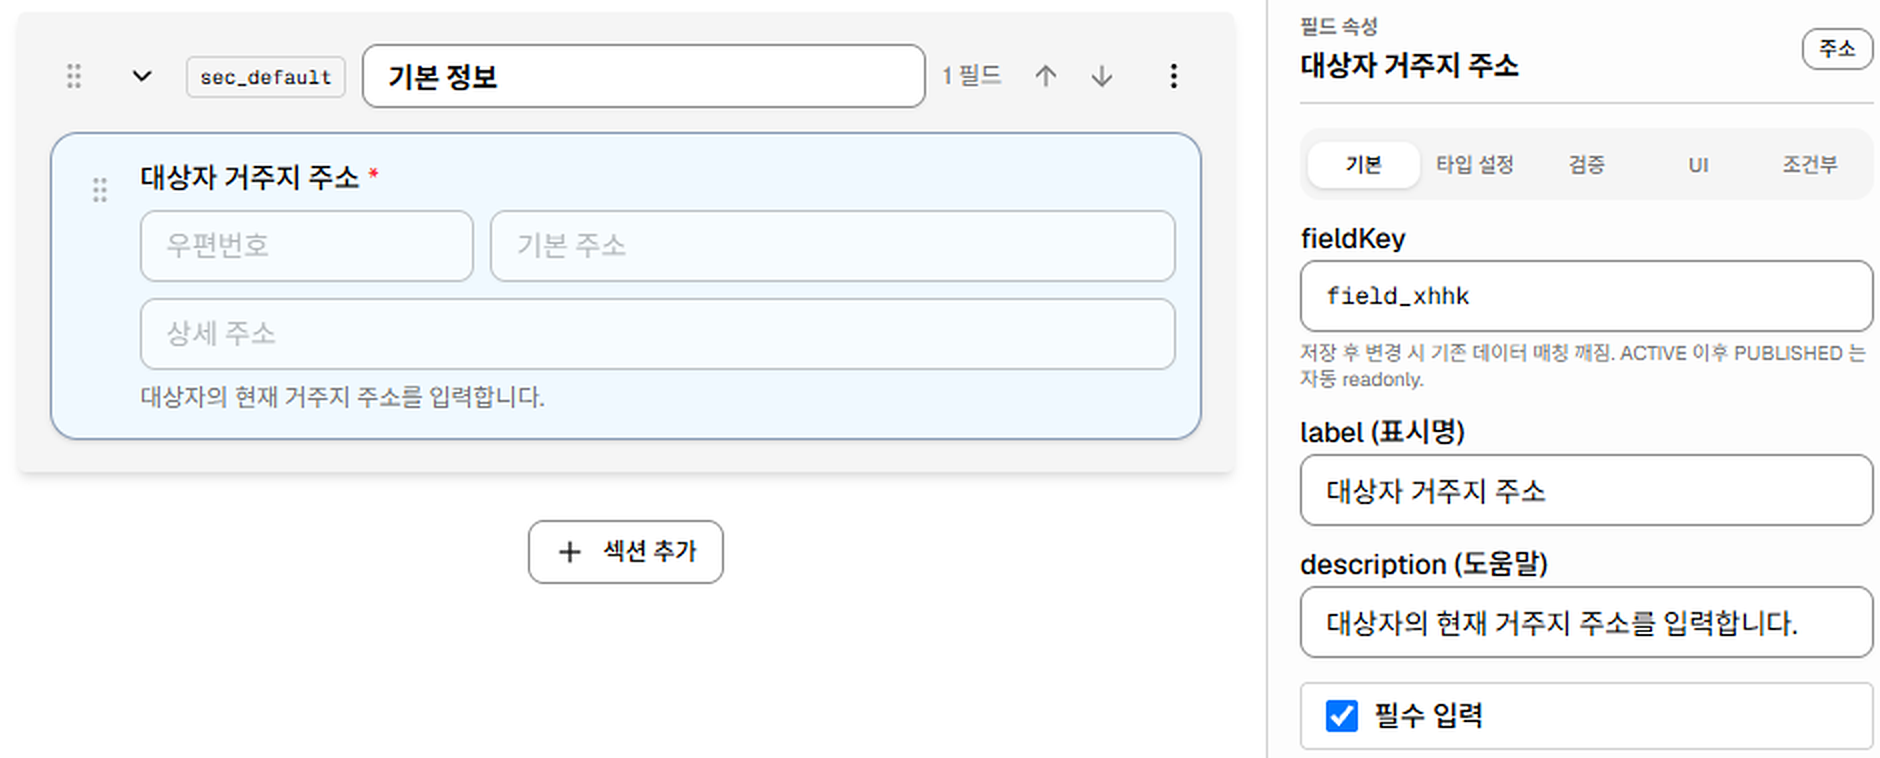 sec_default
기본 정보
1 필드
대상자 거주지 주소 *
우편번호
기본 주소
상세 주소
대상자의 현재 거주지 주소를 입력합니다.
+ 섹션 추가
필드 속성
대상자 거주지 주소
주소
기본
타입 설정
검증
UI
조건부
fieldKey
field_xhhk
저장 후 변경 시 기존 데이터 매칭 깨짐. ACTIVE 이후 PUBLISHED 는
자동 readonly.
label (표시명)
대상자 거주지 주소
description (도움말)
대상자의 현재 거주지 주소를 입력합니다.
필수 입력